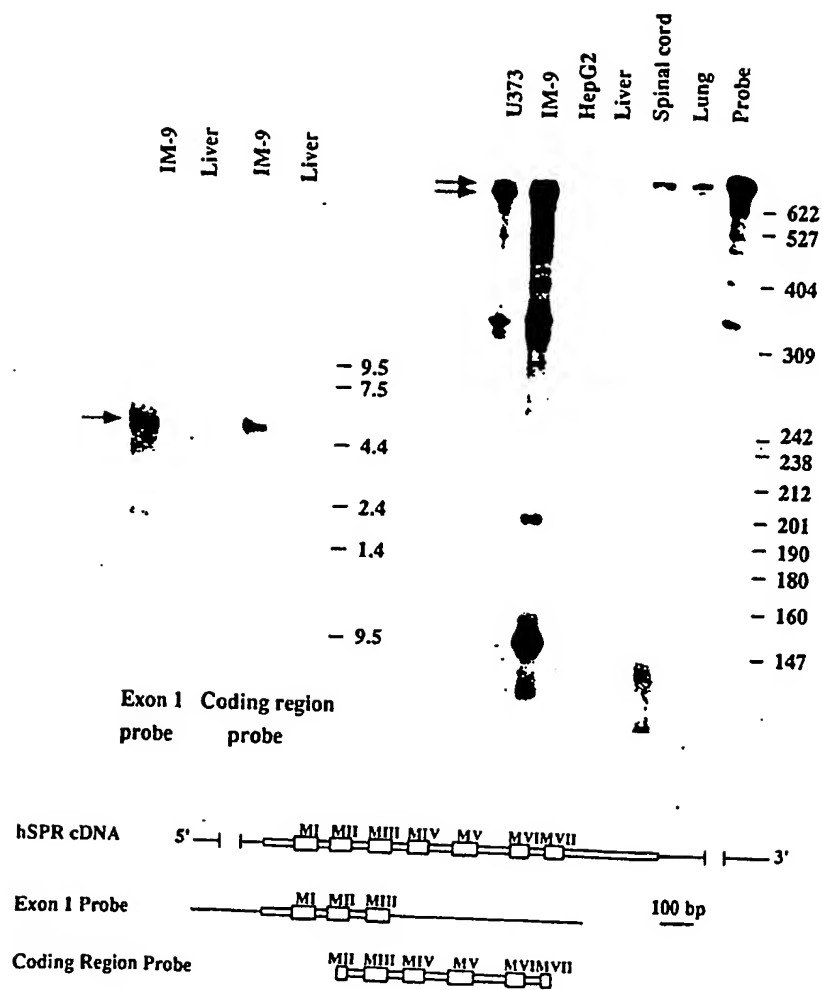 IM-9
Liver
IM-9
Liver
9.5
7.5
4.4
2.4
1.4
9.5
Exon 1 Coding region
probe probe
U373
IM-9
HepG2
Liver
Spinal cord
Lung
Probe
622
527
404
309
242
238
212
201
190
180
160
147
hSPR cDNA 5' MI MII MIII MIV MV MVI MVII 3'
Exon 1 Probe MI MII MIII 100 bp
Coding Region Probe MII MIII MIV MV MVI MVII